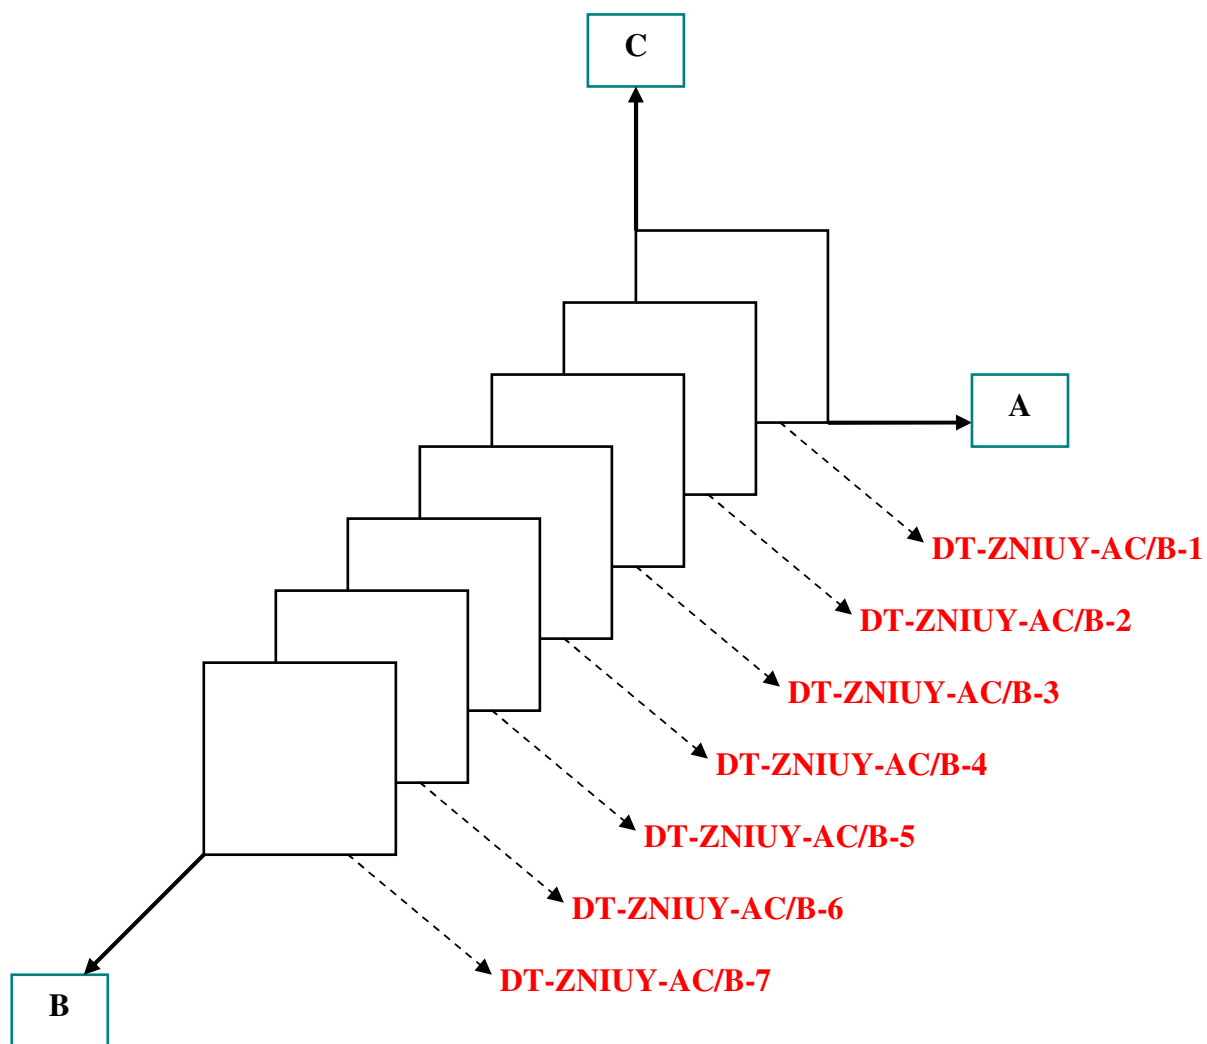 C
A
DT-ZNIUY-AC/B-1
DT-ZNIUY-AC/B-2
DT-ZNIUY-AC/B-3
DT-ZNIUY-AC/B-4
DT-ZNIUY-AC/B-5
DT-ZNIUY-AC/B-6
DT-ZNIUY-AC/B-7
B